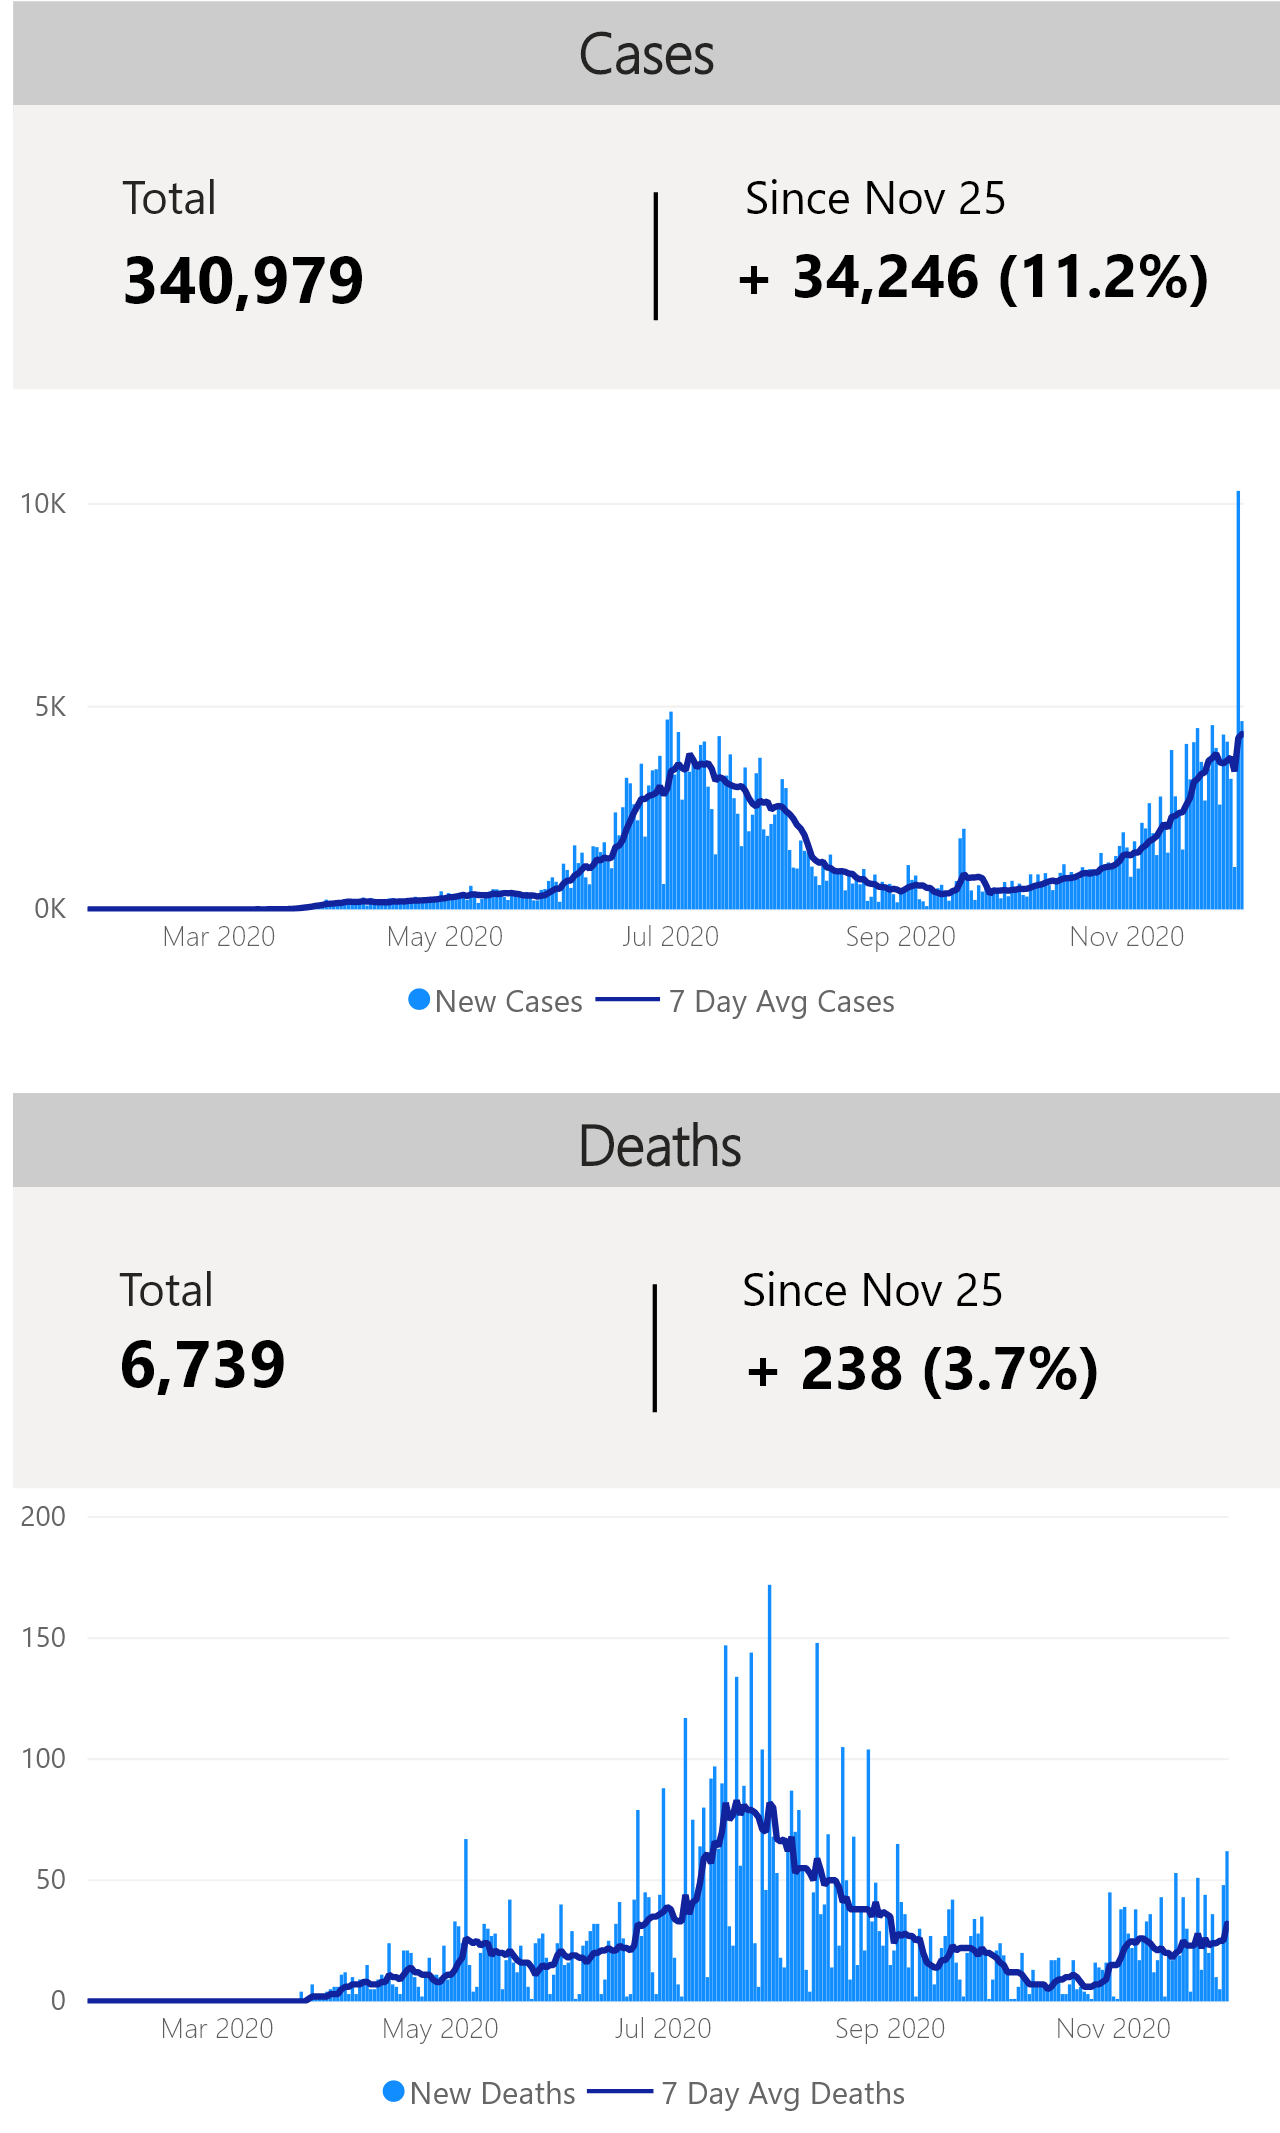 Cases
Total
Since Nov 25
340,979
+ 34,246 (11.2%)
10K
5K
0K
Mar 2020
May 2020
Jul 2020
Sep 2020
Nov 2020
New Cases
7 Day Avg Cases
Deaths
Total
Since Nov 25
6,739
+ 238 (3.7%)
200
150
100
50
0
Mar 2020
May 2020
Jul 2020
Sep 2020
Nov 2020
New Deaths
7 Day Avg Deaths